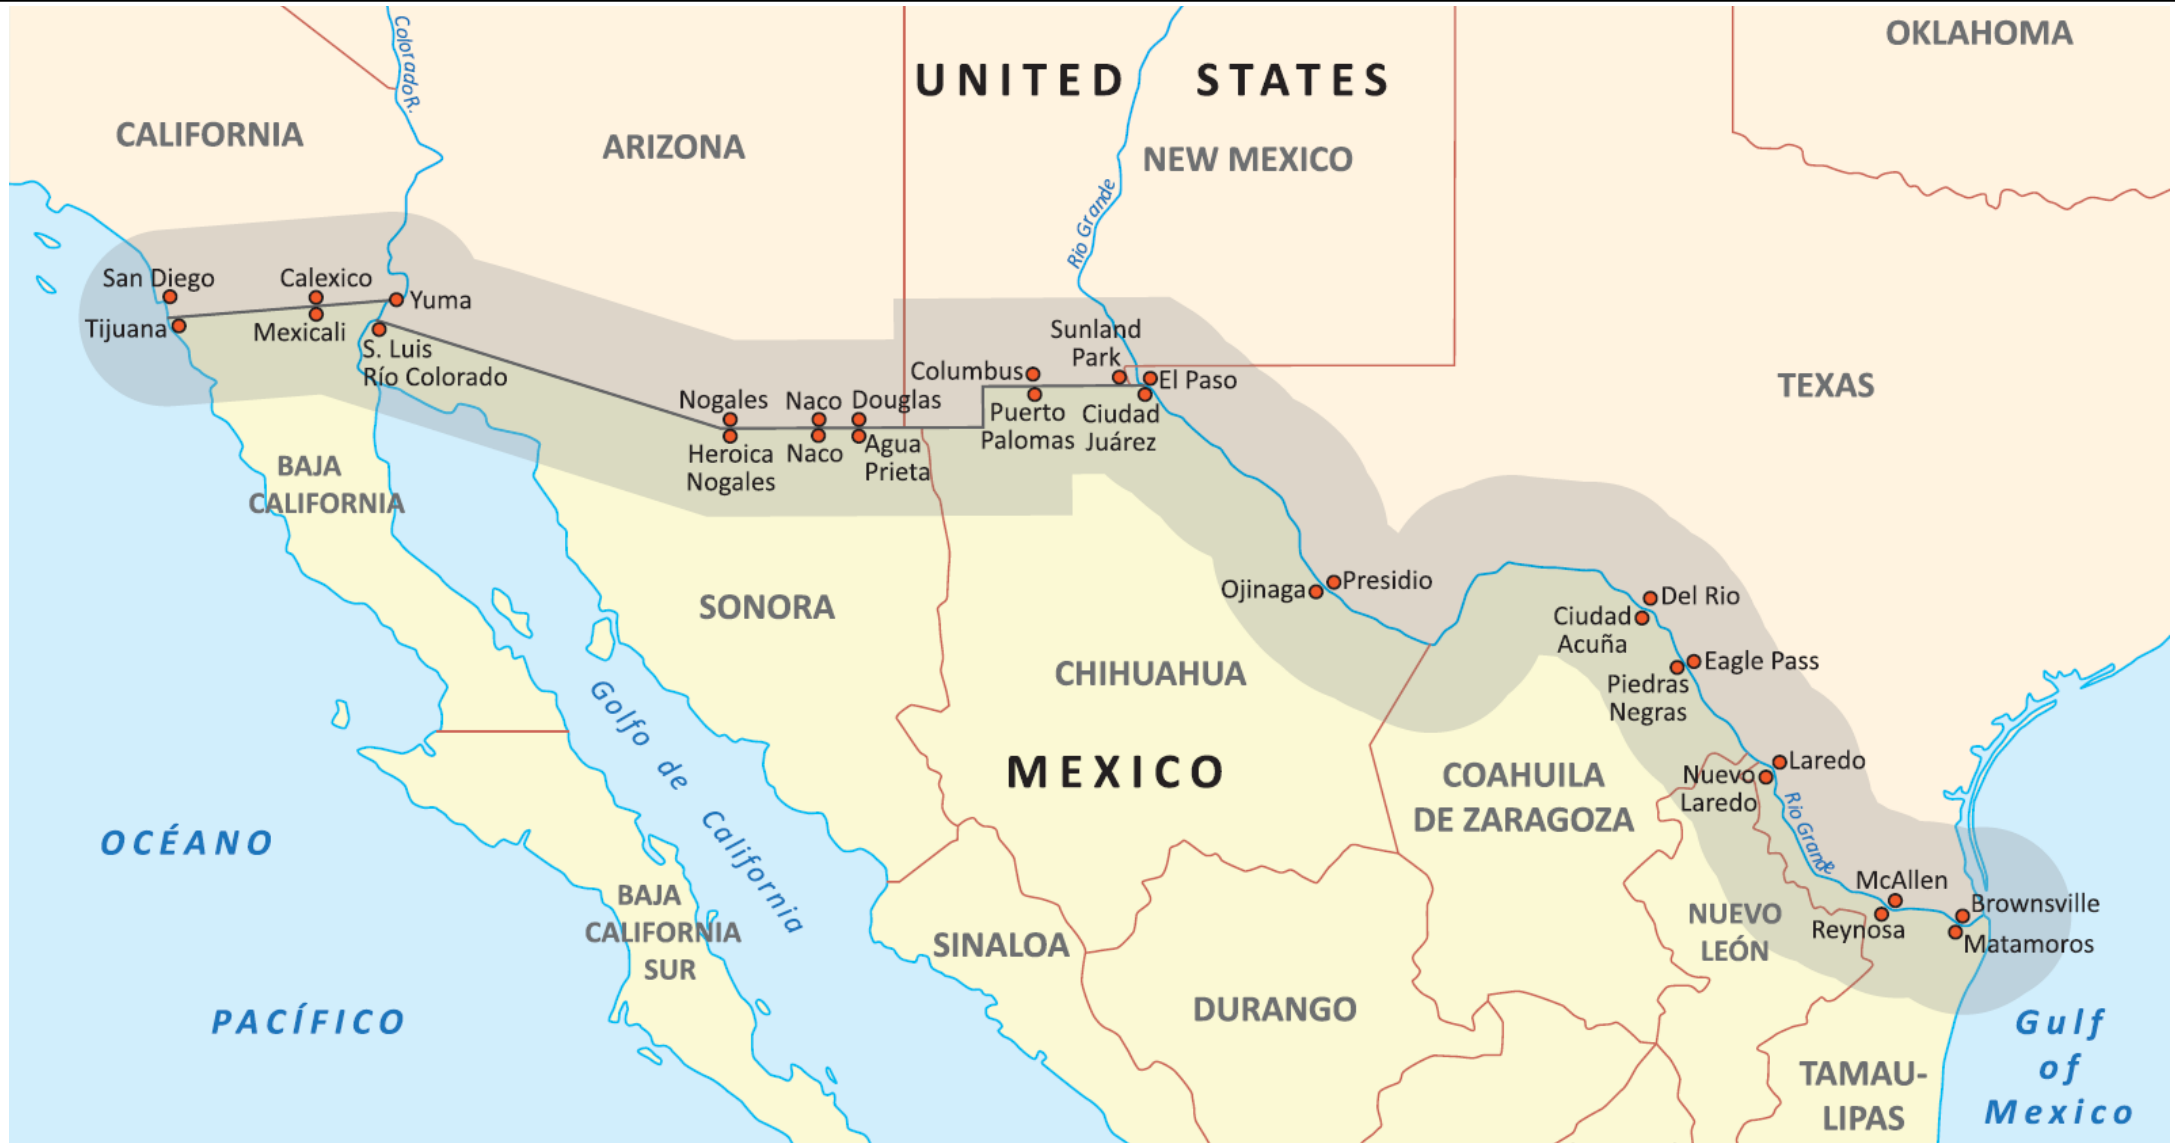 OKLAHOMA
Colorado R.
UNITED STATES
CALIFORNIA
ARIZONA
NEW MEXICO
Rio Grande
San Diego
Calexico
Yuma
Tijuana
Mexicali
S. Luis
Río Colorado
Sunland
Park
Columbus
El Paso
TEXAS
Nogales
Naco
Douglas
Puerto
Palomas
Ciudad
Juárez
Heroica
Nogales
Naco
Agua
Prieta
BAJA
CALIFORNIA
SONORA
Ojinaga
Presidio
Del Rio
Ciudad
Acuña
Eagle Pass
Piedras
Negras
CHIHUAHUA
MEXICO
Golfo de California
COAHUILA
DE ZARAGOZA
Laredo
Nuevo
Laredo
Rio Grande
OCÉANO
PACÍFICO
BAJA
CALIFORNIA
SUR
SINALOA
DURANGO
NUEVO
LEÓN
McAllen
Reynosa
Brownsville
Matamoros
TAMAU-
LIPAS
Gulf
of
Mexico